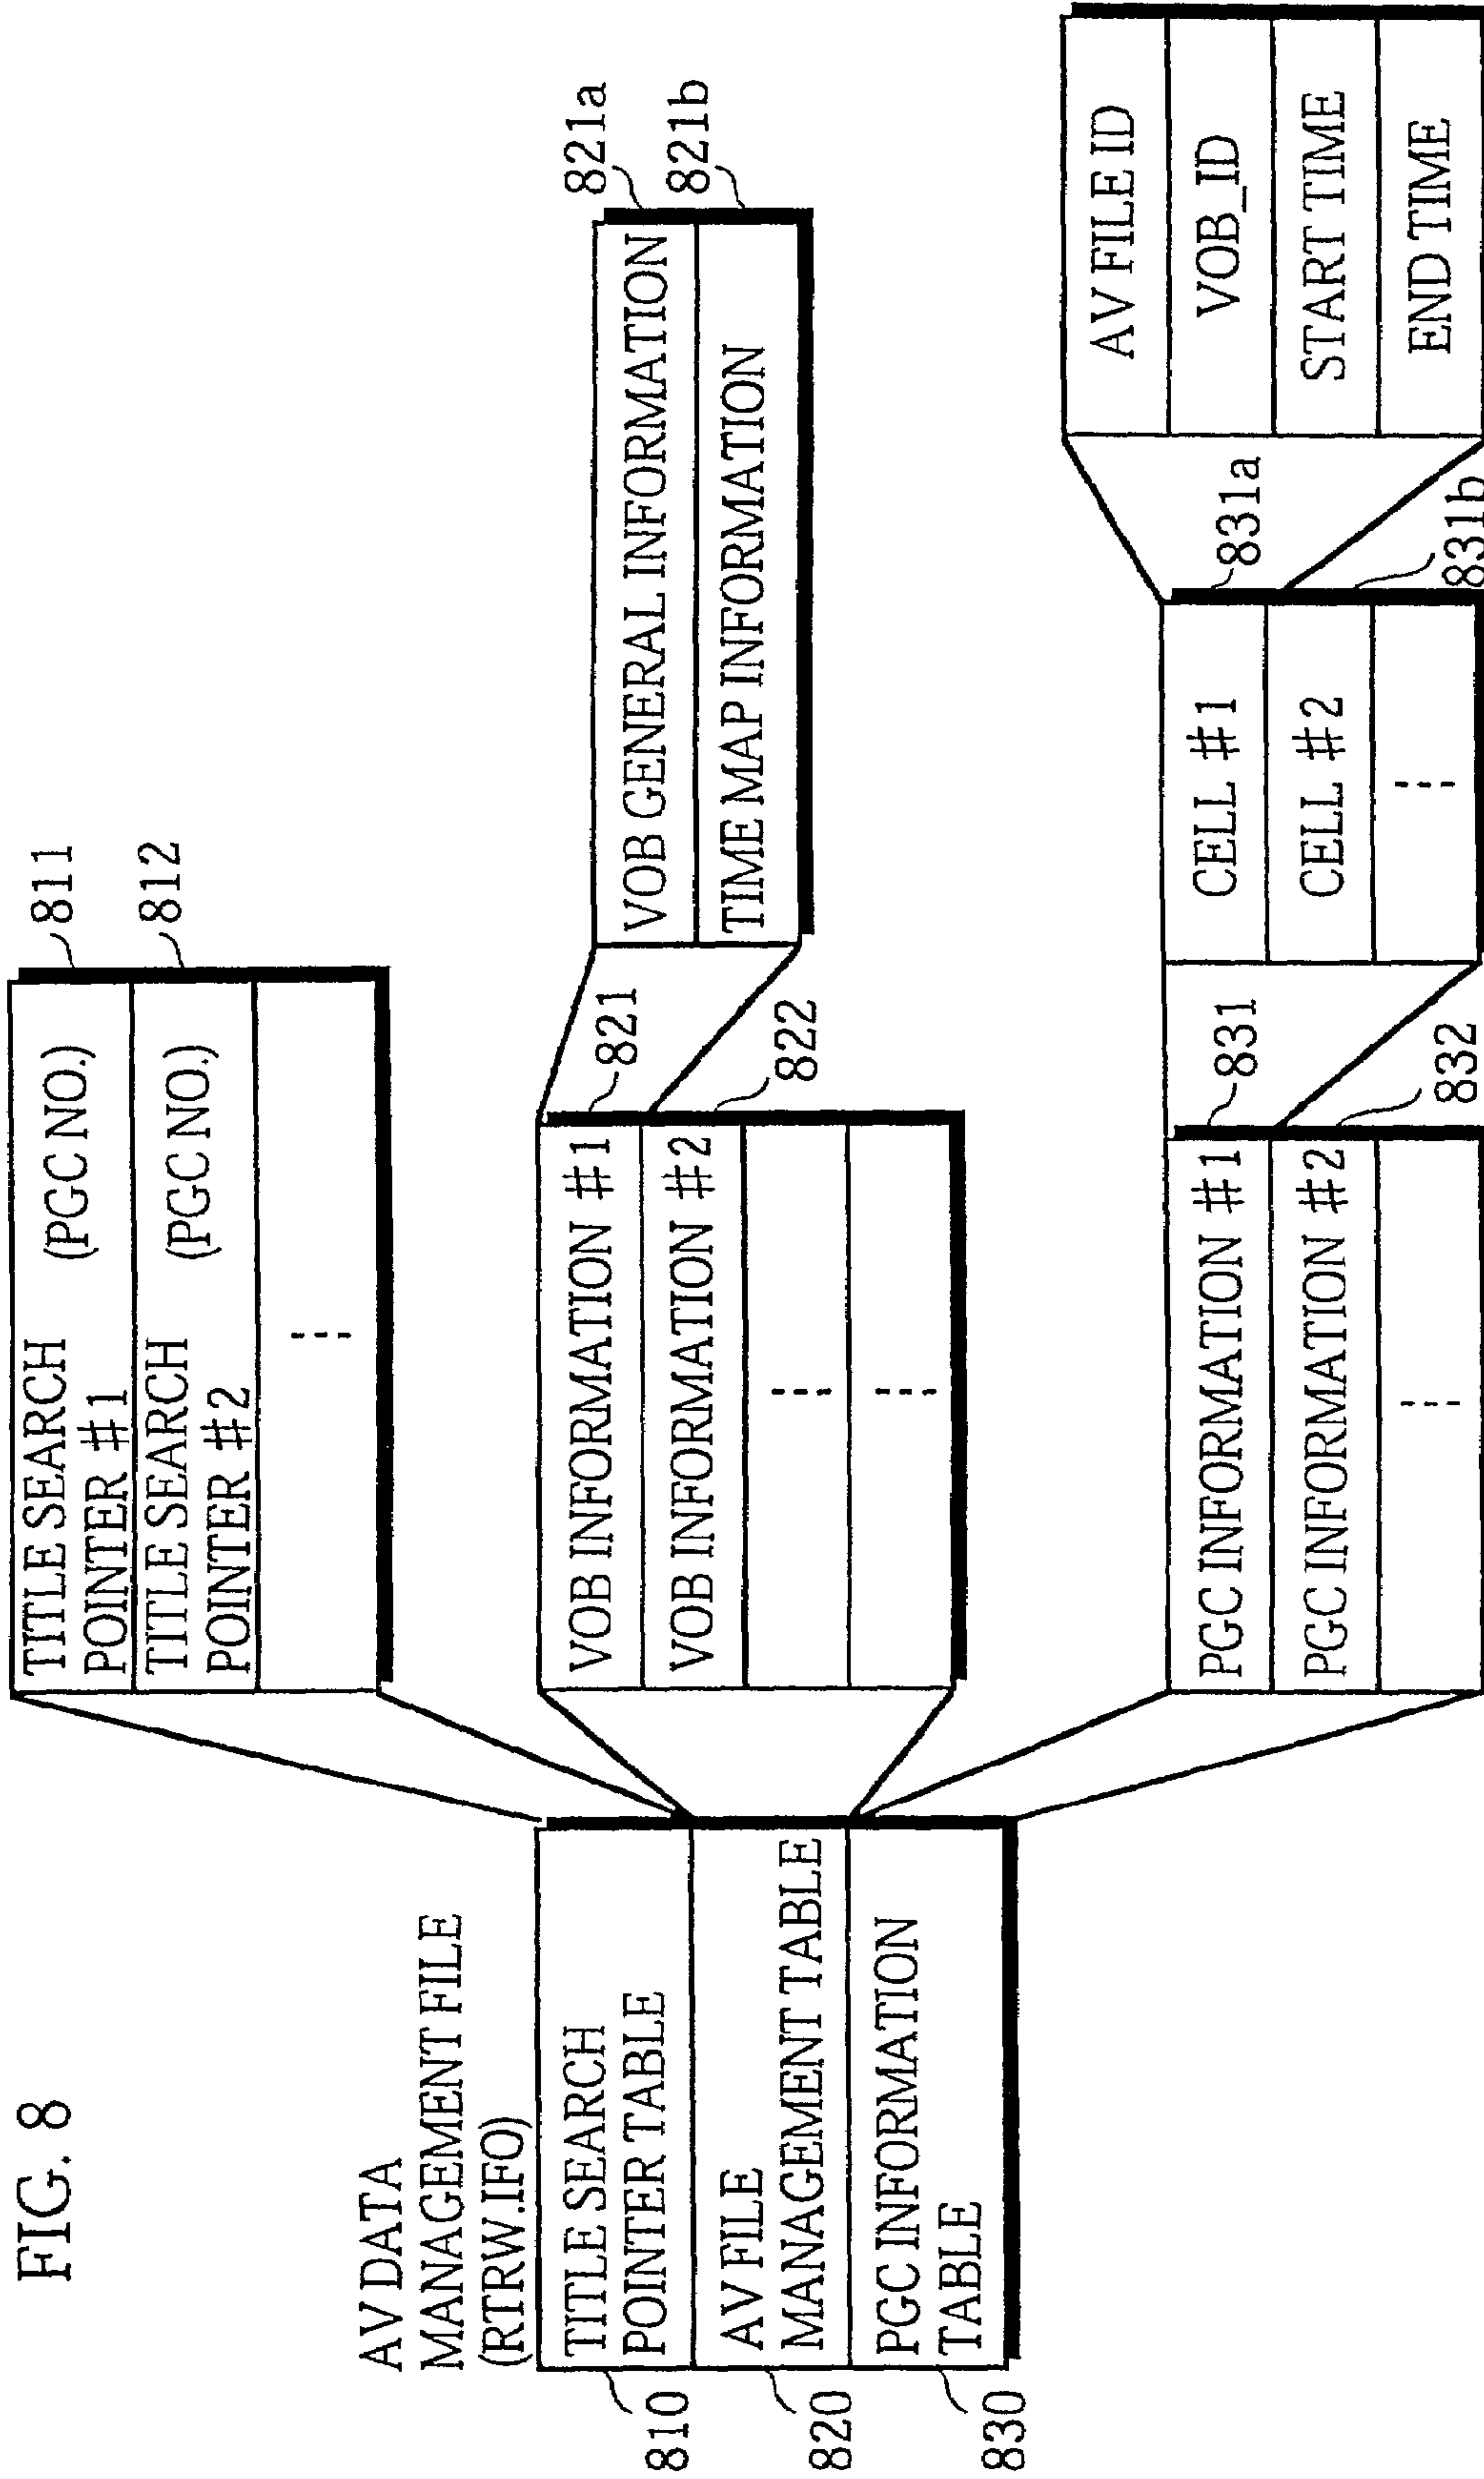 FIG. 8
AV DATA
MANAGEMENT FILE
(RTRW.IFO)
TITLE SEARCH
POINTER TABLE
AV FILE
MANAGEMENT TABLE
PGC INFORMATION
TABLE
810
820
830
TITLE SEARCH
POINTER #1
(PGC NO.)
TITLE SEARCH
POINTER #2
(PGC NO.)
⋮
811
812
VOB INFORMATION #1
VOB INFORMATION #2
⋮
⋮
821
822
VOB GENERAL INFORMATION
TIME MAP INFORMATION
821a
821b
PGC INFORMATION #1
PGC INFORMATION #2
⋮
831
832
CELL #1
CELL #2
⋮
831a
831b
AV FILE ID
VOB_ID
START TIME
END TIME